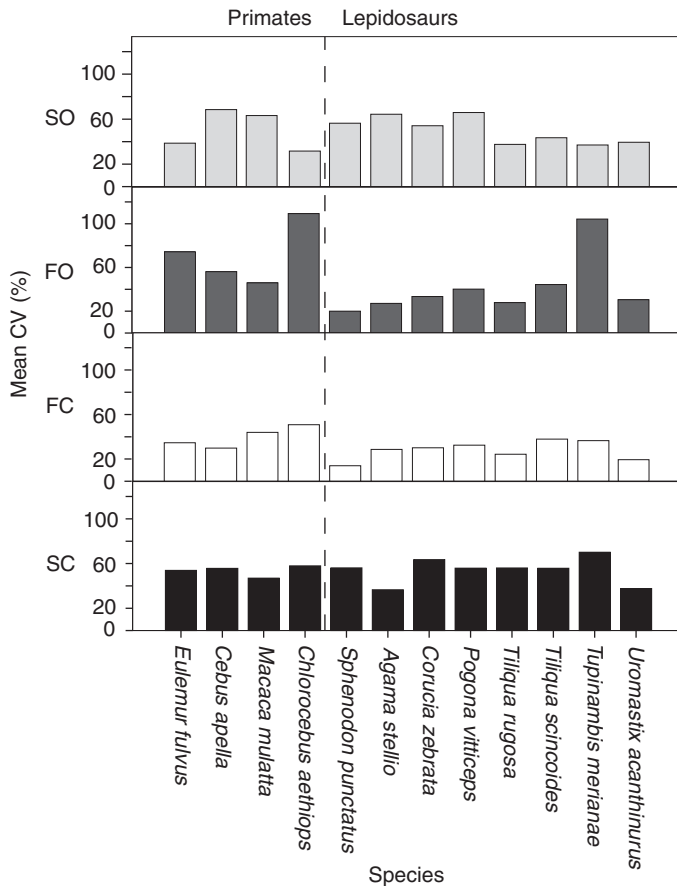 Primates Lepidosaurs
100
SO 60
20
0
100
FO 60
20
0
Mean CV (%)
100
FC 60
20
0
100
SC 60
20
0
Eulemur fulvus
Cebus apella
Macaca mulatta
Chlorocebus aethiops
Sphenodon punctatus
Agama stellio
Corucia zebrata
Pogona vitticeps
Tiliqua rugosa
Tiliqua scincoides
Tupinambis merianae
Uromastix acanthinurus
Species